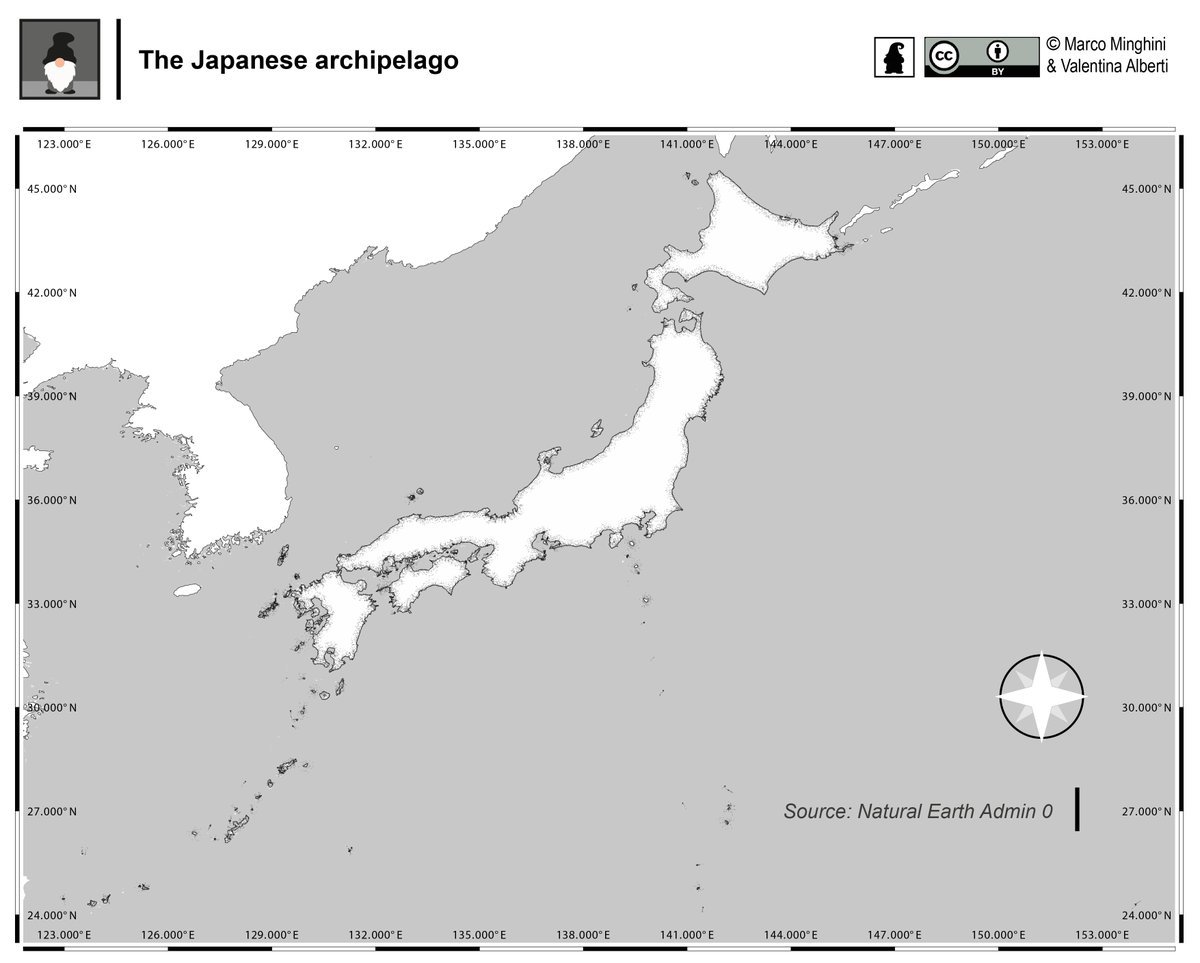 The Japanese archipelago
CC
BY
© Marco Minghini
& Valentina Alberti
123.000°E 126.000°E 129.000°E 132.000°E 135.000°E 138.000°E 141.000°E 144.000°E 147.000°E 150.000°E 153.000°E
45.000°N 45.000°N
42.000°N 42.000°N
39.000°N 39.000°N
36.000°N 36.000°N
33.000°N 33.000°N
30.000°N 30.000°N
Source: Natural Earth Admin 0
27.000°N 27.000°N
24.000°N 24.000°N
123.000°E 126.000°E 129.000°E 132.000°E 135.000°E 138.000°E 141.000°E 144.000°E 147.000°E 150.000°E 153.000°E